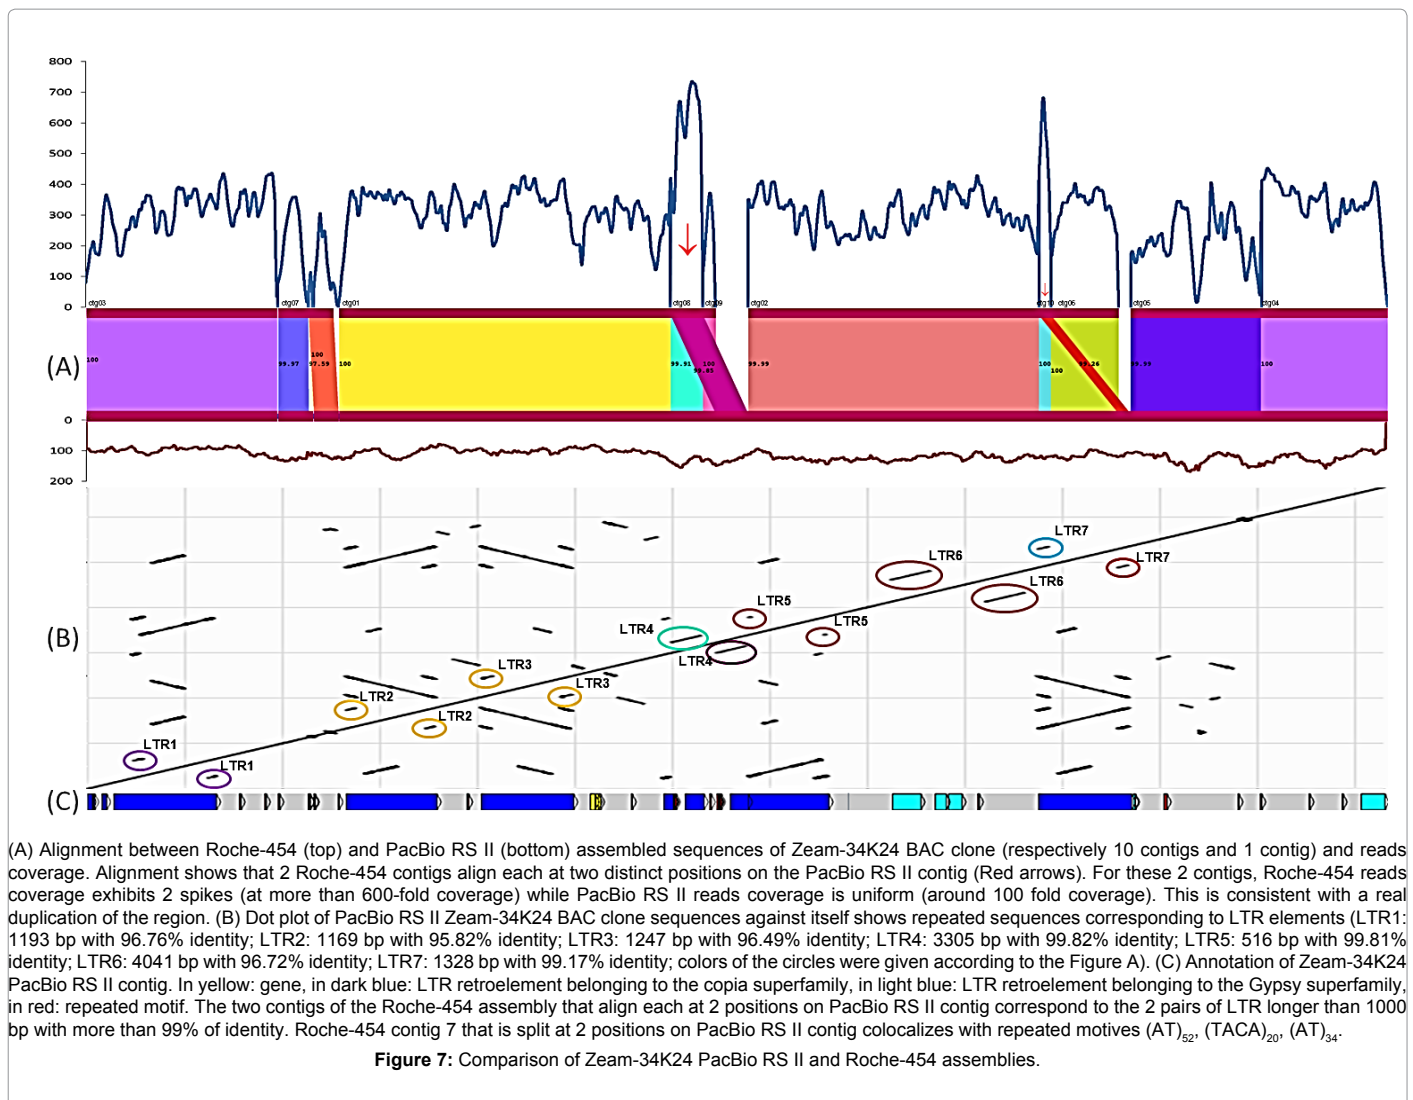 800
700
600
500
400
300
200
100
0
ctg03 ctg07 ctg01 ctg08 ctg09 ctg02 ctg06 ctg05 ctg04
(A)
100 99.97 100 97.59 100 99.91 100 99.99 100 100 99.26 99.99 100
0
100
200
(B)
LTR7
LTR7
LTR6
LTR6
LTR5
LTR5
LTR4
LTR4
LTR3
LTR3
LTR2
LTR2
LTR1
LTR1
(C)
(A) Alignment between Roche-454 (top) and PacBio RS II (bottom) assembled sequences of Zeam-34K24 BAC clone (respectively 10 contigs and 1 contig) and reads
coverage. Alignment shows that 2 Roche-454 contigs align each at two distinct positions on the PacBio RS II contig (Red arrows). For these 2 contigs, Roche-454 reads
coverage exhibits 2 spikes (at more than 600-fold coverage) while PacBio RS II reads coverage is uniform (around 100 fold coverage). This is consistent with a real
duplication of the region. (B) Dot plot of PacBio RS II Zeam-34K24 BAC clone sequences against itself shows repeated sequences corresponding to LTR elements (LTR1:
1193 bp with 96.76% identity; LTR2: 1169 bp with 95.82% identity; LTR3: 1247 bp with 96.49% identity; LTR4: 3305 bp with 99.82% identity; LTR5: 516 bp with 99.81%
identity; LTR6: 4041 bp with 96.72% identity; LTR7: 1328 bp with 99.17% identity; colors of the circles were given according to the Figure A). (C) Annotation of Zeam-34K24
PacBio RS II contig. In yellow: gene, in dark blue: LTR retroelement belonging to the copia superfamily, in light blue: LTR retroelement belonging to the Gypsy superfamily,
in red: repeated motif. The two contigs of the Roche-454 assembly that align each at 2 positions on PacBio RS II contig correspond to the 2 pairs of LTR longer than 1000
bp with more than 99% of identity. Roche-454 contig 7 that is split at 2 positions on PacBio RS II contig colocalizes with repeated motives (AT)52, (TACA)20, (AT)34.
Figure 7: Comparison of Zeam-34K24 PacBio RS II and Roche-454 assemblies.